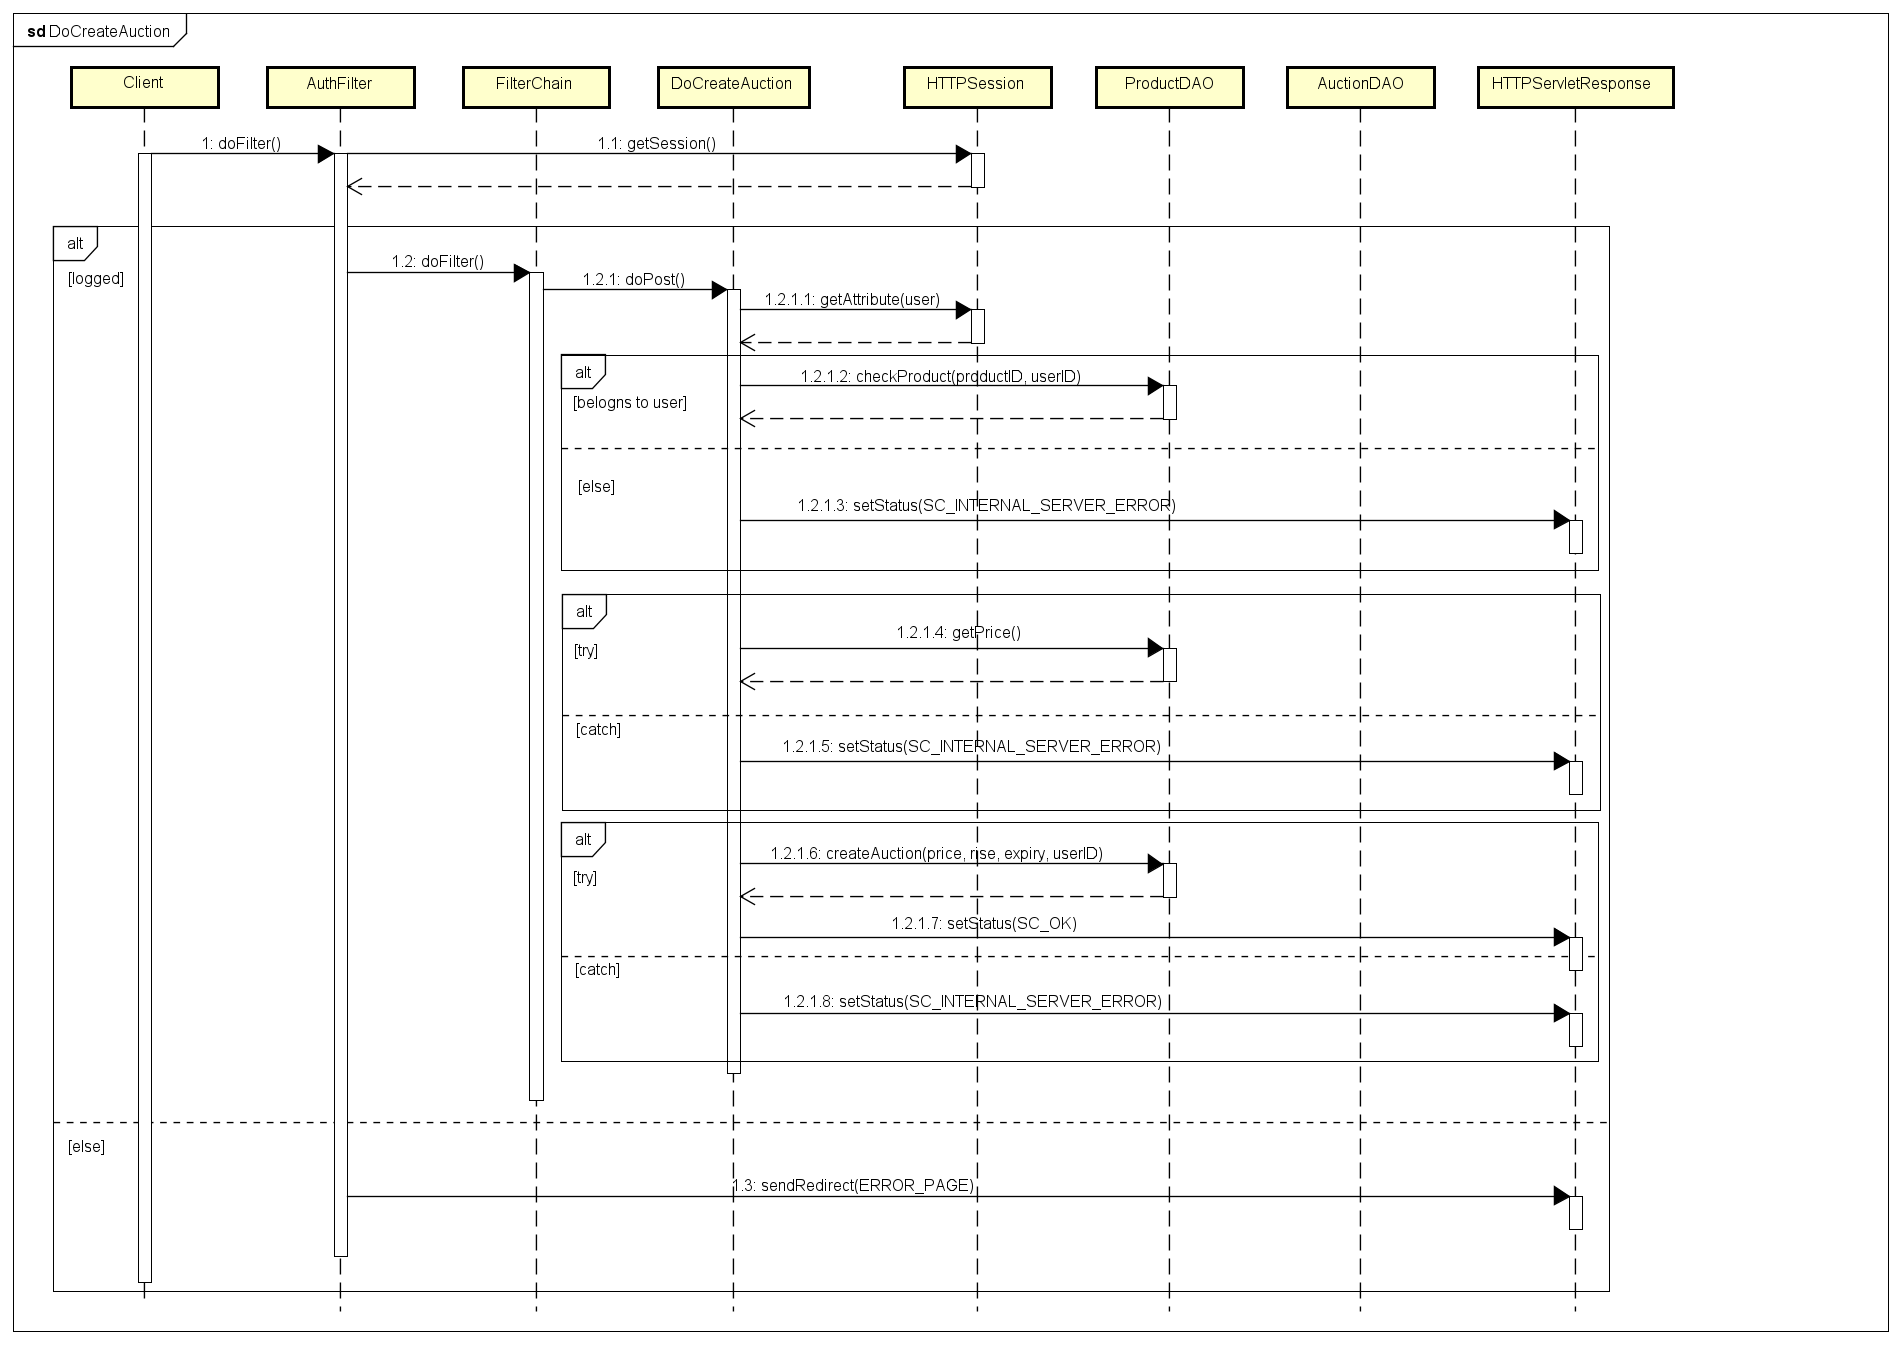 sd DoCreateAuction
Client
AuthFilter
FilterChain
DoCreateAuction
HTTPSession
ProductDAO
AuctionDAO
HTTPServletResponse
1: doFilter()
1.1: getSession()
alt
[logged]
1.2: doFilter()
1.2.1: doPost()
1.2.1.1: getAttribute(user)
alt
1.2.1.2: checkProduct(productID, userID)
[belogns to user]
[else]
1.2.1.3: setStatus(SC_INTERNAL_SERVER_ERROR)
alt
1.2.1.4: getPrice()
[try]
[catch]
1.2.1.5: setStatus(SC_INTERNAL_SERVER_ERROR)
alt
1.2.1.6: createAuction(price, rise, expiry, userID)
[try]
1.2.1.7: setStatus(SC_OK)
[catch]
1.2.1.8: setStatus(SC_INTERNAL_SERVER_ERROR)
[else]
1.3: sendRedirect(ERROR_PAGE)